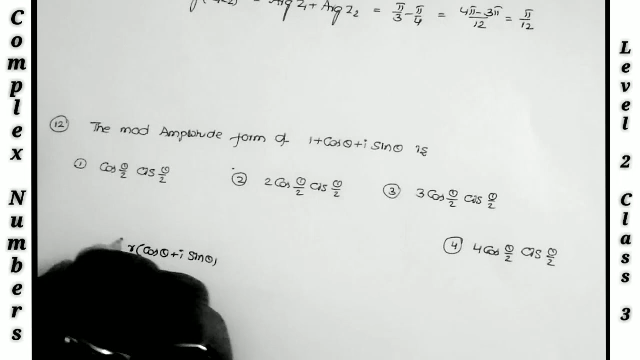 Complex Numbers
Level 2 Class 3
Arg Z₁ + Arg Z₂ = π/3 - π/4 = 4π-3π/12 = π/12
(12) The mod Amplitude form of 1+Cosθ+i Sinθ is
(1) Cos θ/2 Cis θ/2 (2) 2Cos θ/2 Cis θ/2 (3) 3Cos θ/2 Cis θ/2
(4) 4Cos θ/2 Cis θ/2
r(Cosθ+i Sinθ)